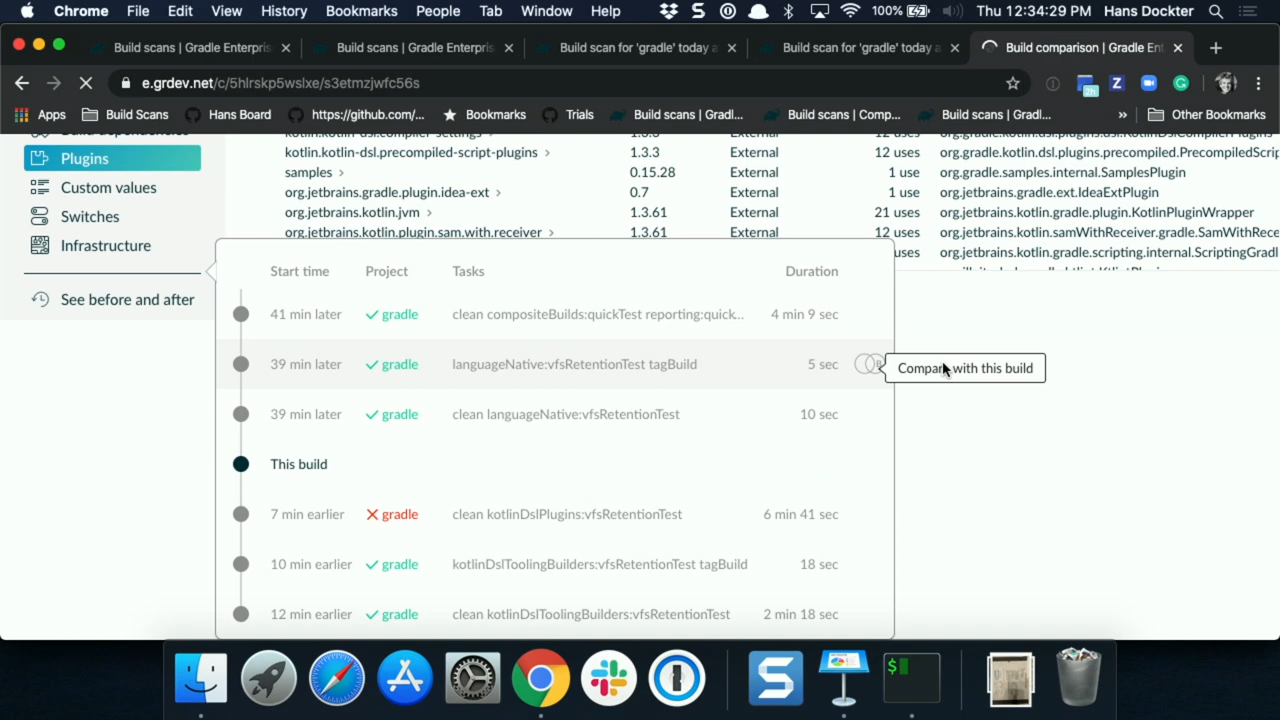 Chrome File Edit View History Bookmarks People Tab Window Help 100% Thu 12:34:29 PM Hans Dockter
Build scans | Gradle Enterpris Build scans | Gradle Enterpris Build scan for 'gradle' today a Build scan for 'gradle' today a Build comparison | Gradle Ent
e.grdev.net/c/5hlrskp5wslxe/s3etmzjwfc56s
Apps Build Scans Hans Board https://github.com/... Bookmarks Trials Build scans | Gradl... Build scans | Comp... Build scans | Gradl... » Other Bookmarks
kotlin.kotlin-dsl.precompiled-script-plugins 1.3.3 External 12 uses org.gradle.kotlin.dsl.plugins.precompiled.PrecompiledScrip
Plugins
samples 0.15.28 External 1 use org.gradle.samples.internal.SamplesPlugin
Custom values
org.jetbrains.gradle.plugin.idea-ext 0.7 External 1 use org.jetbrains.gradle.ext.IdeaExtPlugin
Switches
org.jetbrains.kotlin.jvm 1.3.61 External 21 uses org.jetbrains.kotlin.gradle.plugin.KotlinPluginWrapper
org.jetbrains.kotlin.plugin.sam.with.receiver 1.3.61 External 12 uses org.jetbrains.kotlin.samWithReceiver.gradle.SamWithRece
Infrastructure
uses org.jetbrains.kotlin.gradle.scripting.internal.ScriptingGradl
See before and after
Start time Project Tasks Duration
41 min later gradle clean compositeBuilds:quickTest reporting:quick... 4 min 9 sec
39 min later gradle languageNative:vfsRetentionTest tagBuild 5 sec
Compare with this build
39 min later gradle clean languageNative:vfsRetentionTest 10 sec
This build
7 min earlier gradle clean kotlinDslPlugins:vfsRetentionTest 6 min 41 sec
10 min earlier gradle kotlinDslToolingBuilders:vfsRetentionTest tagBuild 18 sec
12 min earlier gradle clean kotlinDslToolingBuilders:vfsRetentionTest 2 min 18 sec